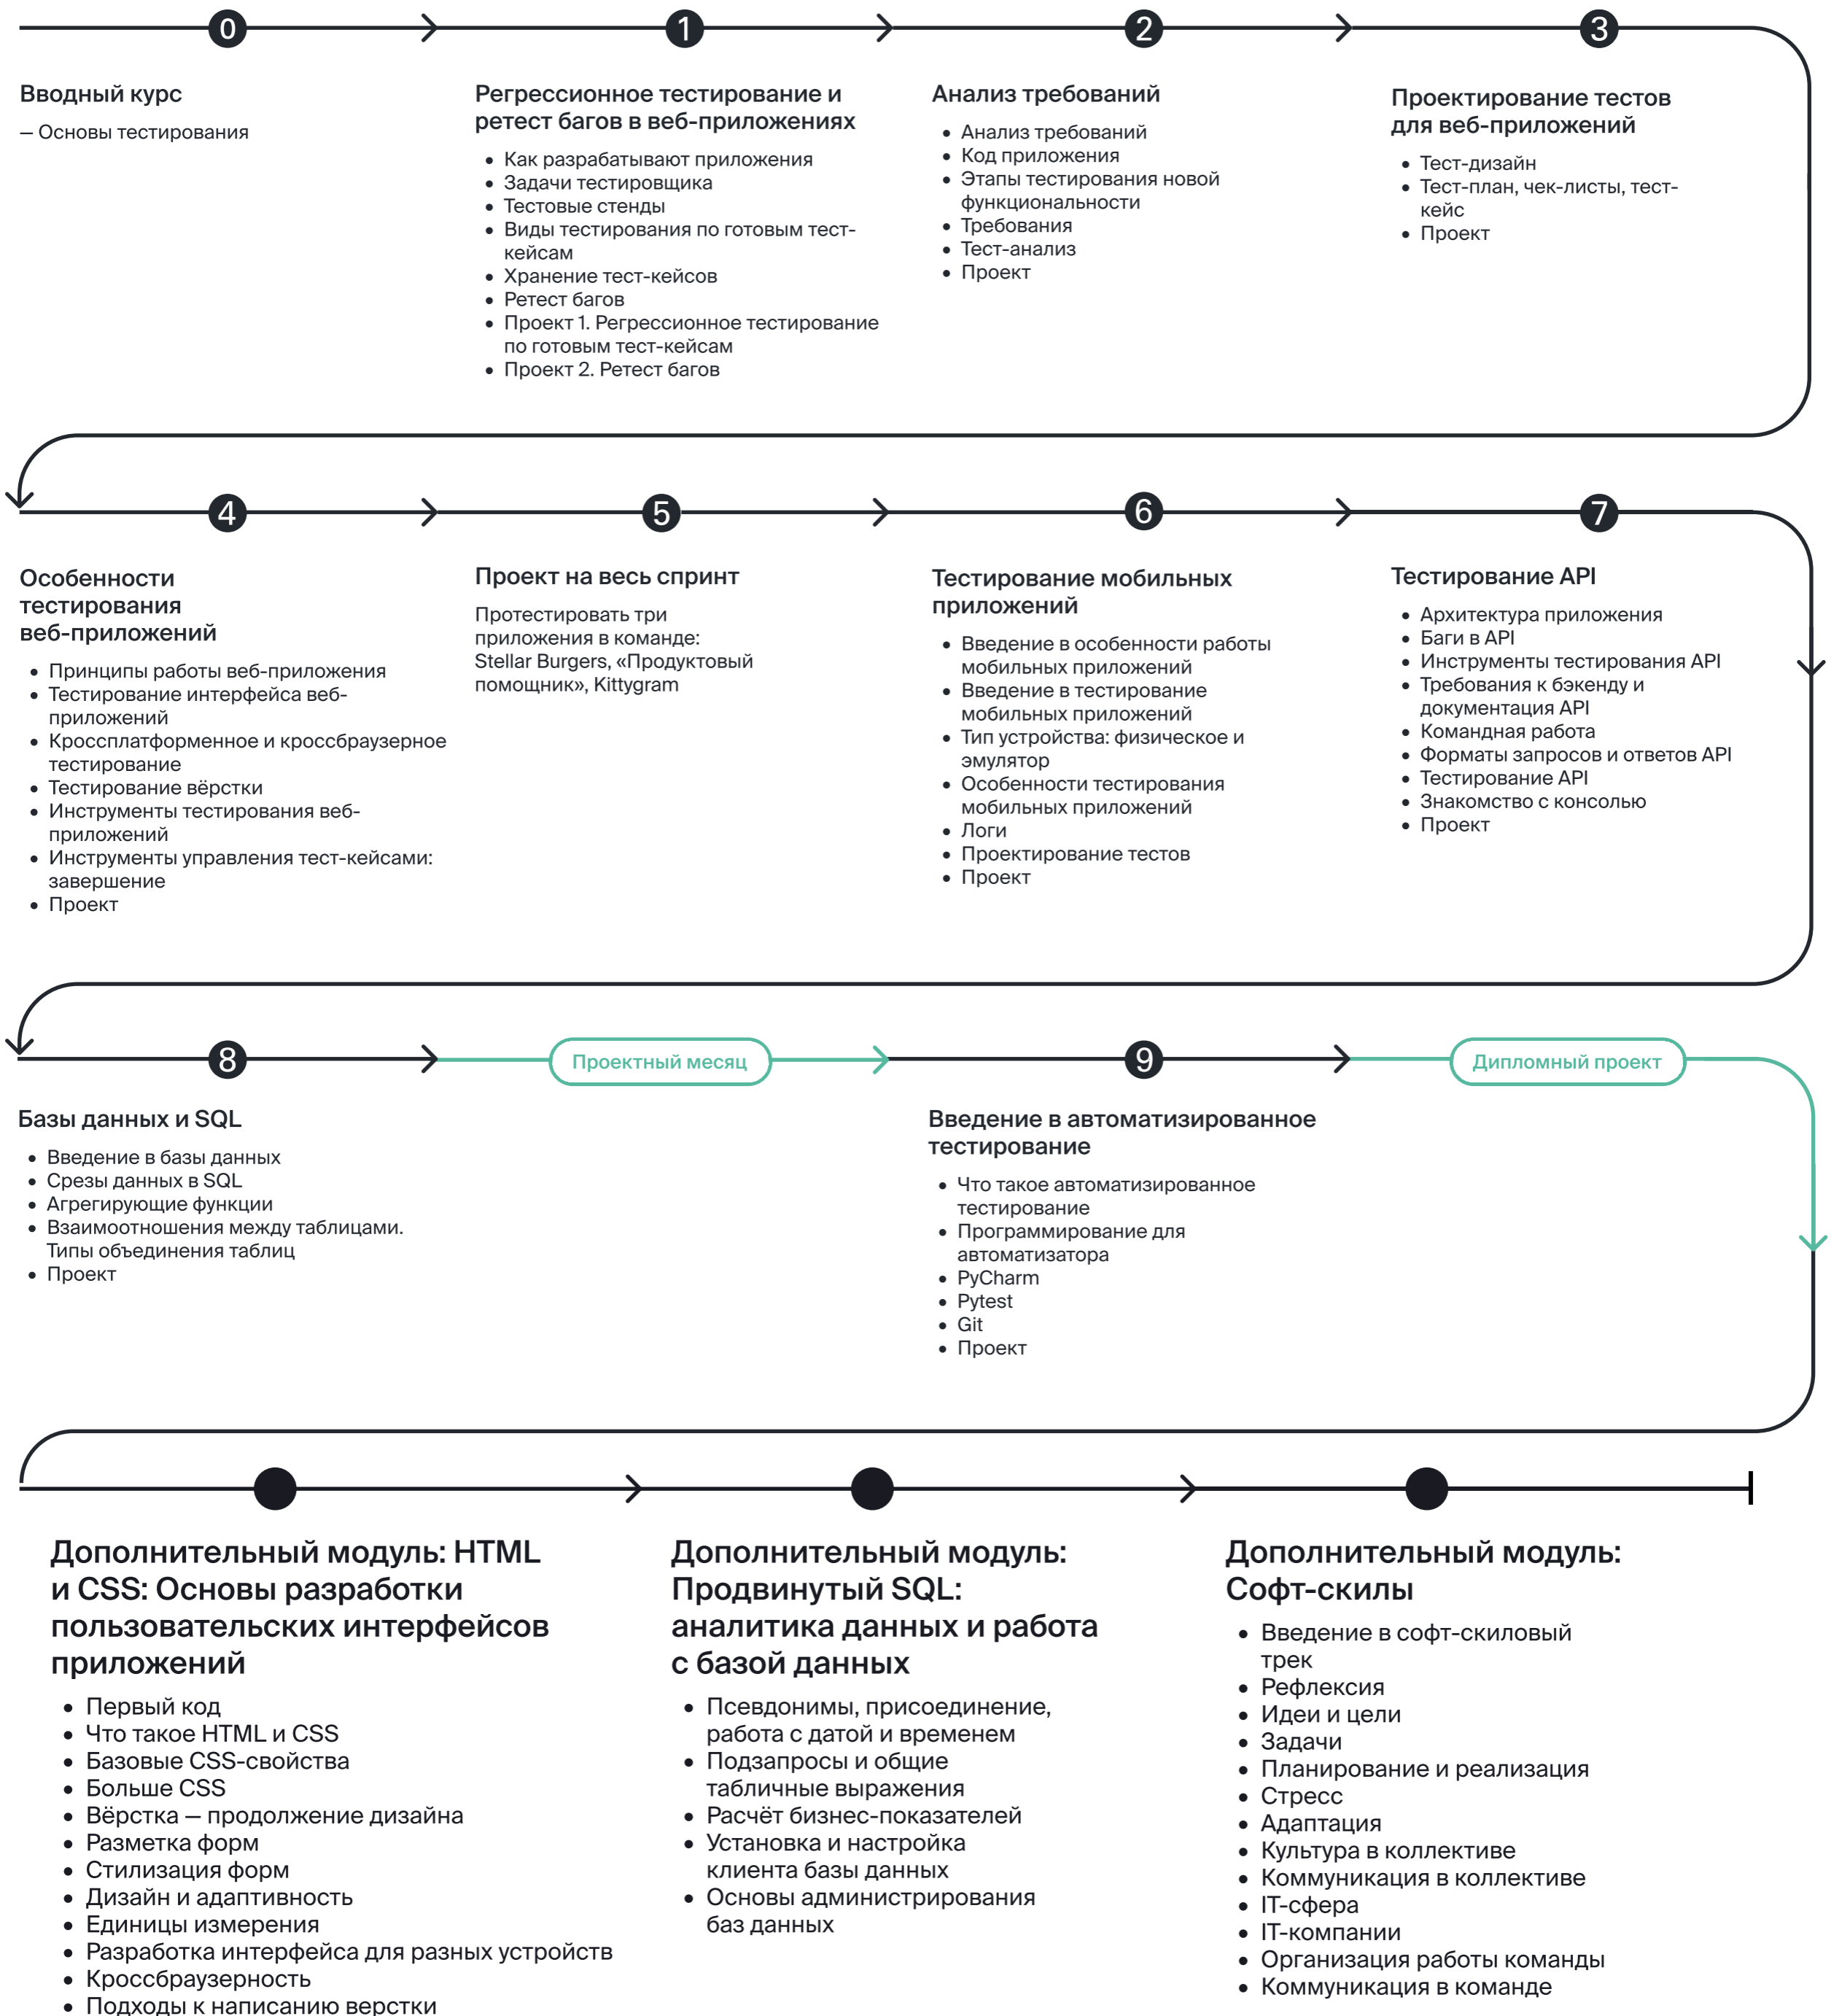 0
1
2
3
Вводный курс
— Основы тестирования
Регрессионное тестирование и
ретест багов в веб-приложениях
Как разрабатывают приложения
Задачи тестировщика
Тестовые стенды
Виды тестирования по готовым тест-
кейсам
Хранение тест-кейсов
Ретест багов
Проект 1. Регрессионное тестирование
по готовым тест-кейсам
Проект 2. Ретест багов
Анализ требований
Анализ требований
Код приложения
Этапы тестирования новой
функциональности
Требования
Тест-анализ
Проект
Проектирование тестов
для веб-приложений
Тест-дизайн
Тест-план, чек-листы, тест-
кейс
Проект
4
5
6
7
Особенности
тестирования
веб-приложений
Принципы работы веб-приложения
Тестирование интерфейса веб-
приложений
Кроссплатформенное и кроссбраузерное
тестирование
Тестирование вёрстки
Инструменты тестирования веб-
приложений
Инструменты управления тест-кейсами:
завершение
Проект
Проект на весь спринт
Протестировать три
приложения в команде:
Stellar Burgers, «Продуктовый
помощник», Kittygram
Тестирование мобильных
приложений
Введение в особенности работы
мобильных приложений
Введение в тестирование
мобильных приложений
Тип устройства: физическое и
эмулятор
Особенности тестирования
мобильных приложений
Логи
Проектирование тестов
Проект
Тестирование API
Архитектура приложения
Баги в API
Инструменты тестирования API
Требования к бэкенду и
документация API
Командная работа
Форматы запросов и ответов API
Тестирование API
Знакомство с консолью
Проект
8
Проектный месяц
9
Дипломный проект
Базы данных и SQL
Введение в базы данных
Срезы данных в SQL
Агрегирующие функции
Взаимоотношения между таблицами.
Типы объединения таблиц
Проект
Введение в автоматизированное
тестирование
Что такое автоматизированное
тестирование
Программирование для
автоматизатора
PyCharm
Pytest
Git
Проект
Дополнительный модуль: HTML
и CSS: Основы разработки
пользовательских интерфейсов
приложений
Первый код
Что такое HTML и CSS
Базовые CSS-свойства
Больше CSS
Вёрстка — продолжение дизайна
Разметка форм
Стилизация форм
Дизайн и адаптивность
Единицы измерения
Разработка интерфейса для разных устройств
Кроссбраузерность
Подходы к написанию верстки
Дополнительный модуль:
Продвинутый SQL:
аналитика данных и работа
с базой данных
Псевдонимы, присоединение,
работа с датой и временем
Подзапросы и общие
табличные выражения
Расчёт бизнес-показателей
Установка и настройка
клиента базы данных
Основы администрирования
баз данных
Дополнительный модуль:
Софт-скилы
Введение в софт-скиловый
трек
Рефлексия
Идеи и цели
Задачи
Планирование и реализация
Стресс
Адаптация
Культура в коллективе
Коммуникация в коллективе
IT-сфера
IT-компании
Организация работы команды
Коммуникация в команде